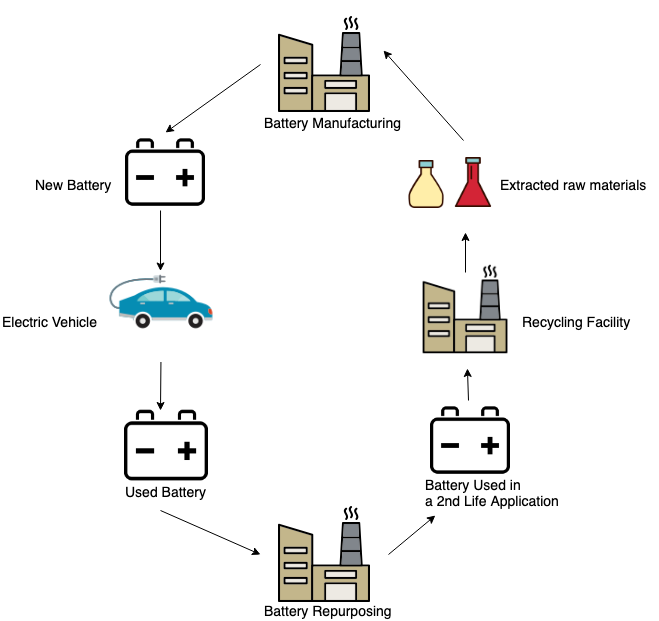 Battery Manufacturing
New Battery
Extracted raw materials
Electric Vehicle
Recycling Facility
Used Battery
Battery Used in
a 2nd Life Application
Battery Repurposing